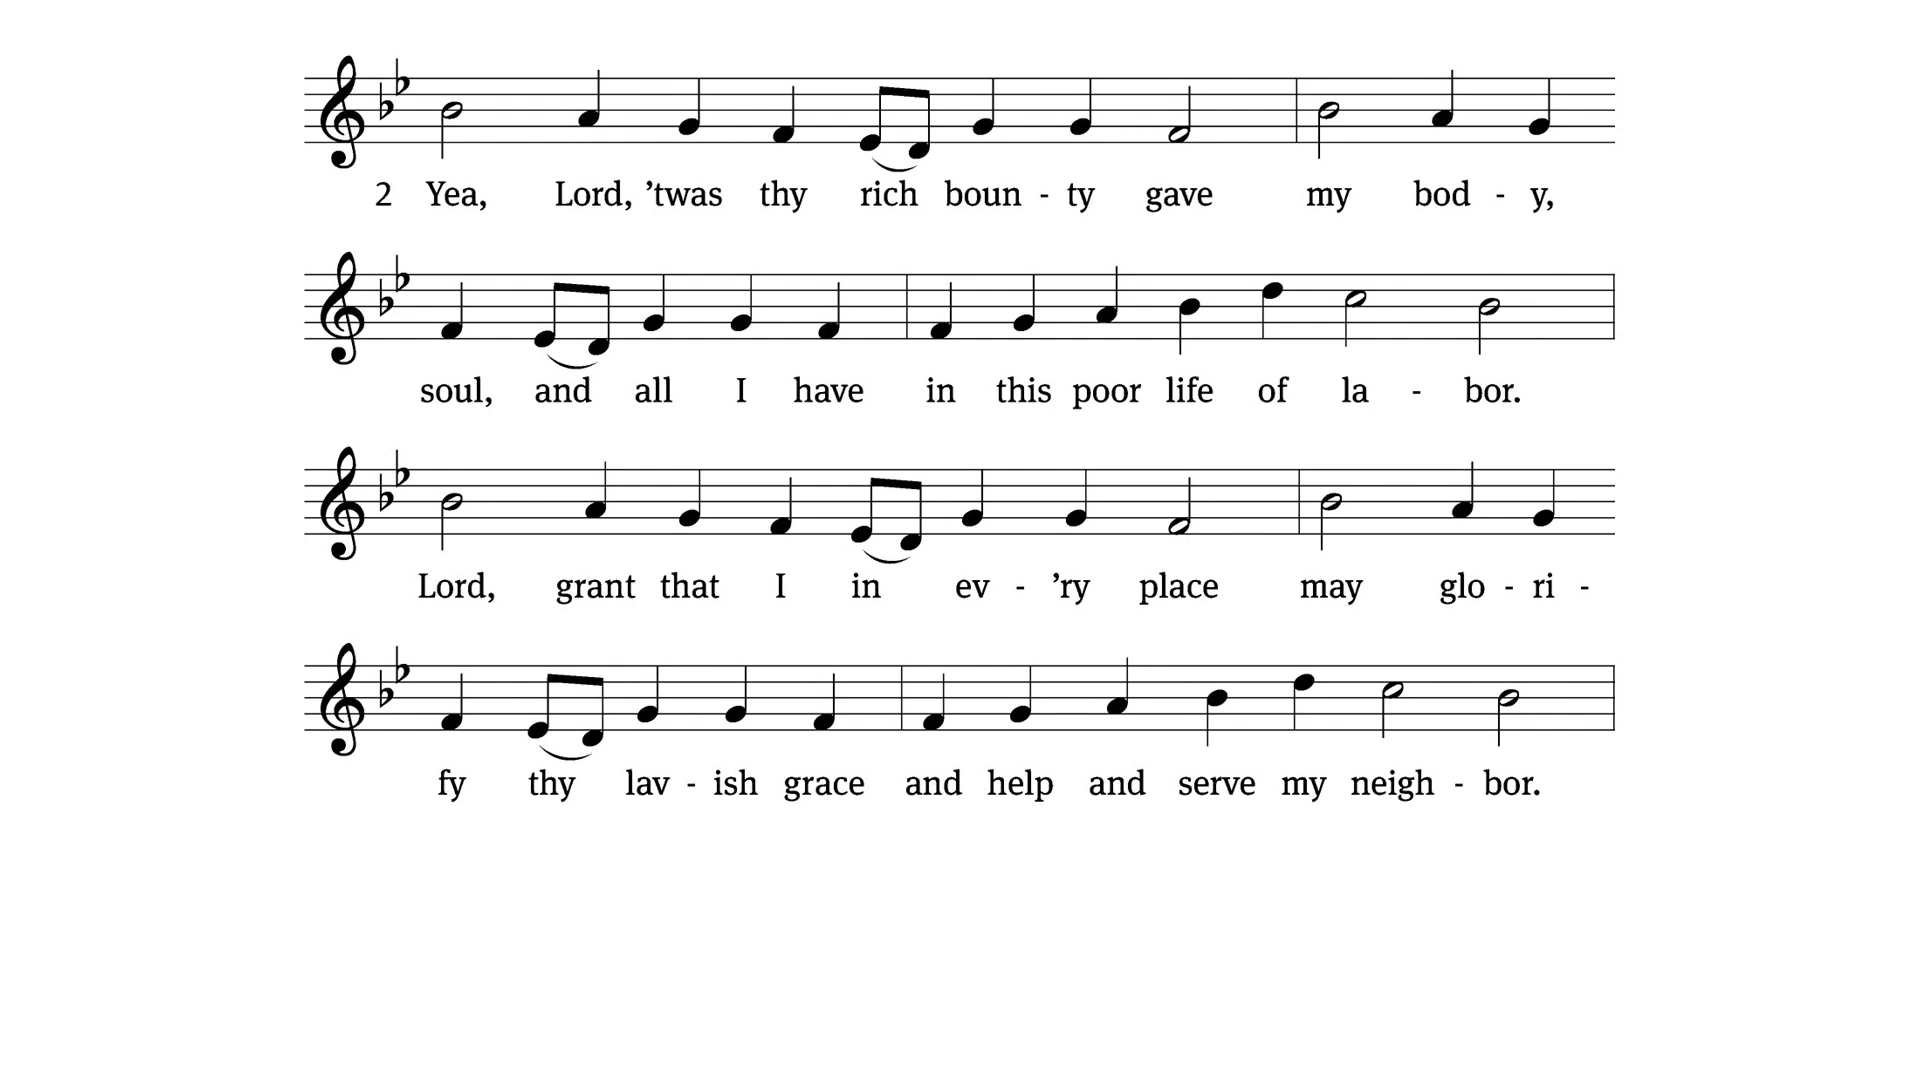 2 Yea, Lord, ’twas thy rich boun - ty gave my bod - y,
soul, and all I have in this poor life of la - bor.
Lord, grant that I in ev - ’ry place may glo - ri -
fy thy lav - ish grace and help and serve my neigh - bor.